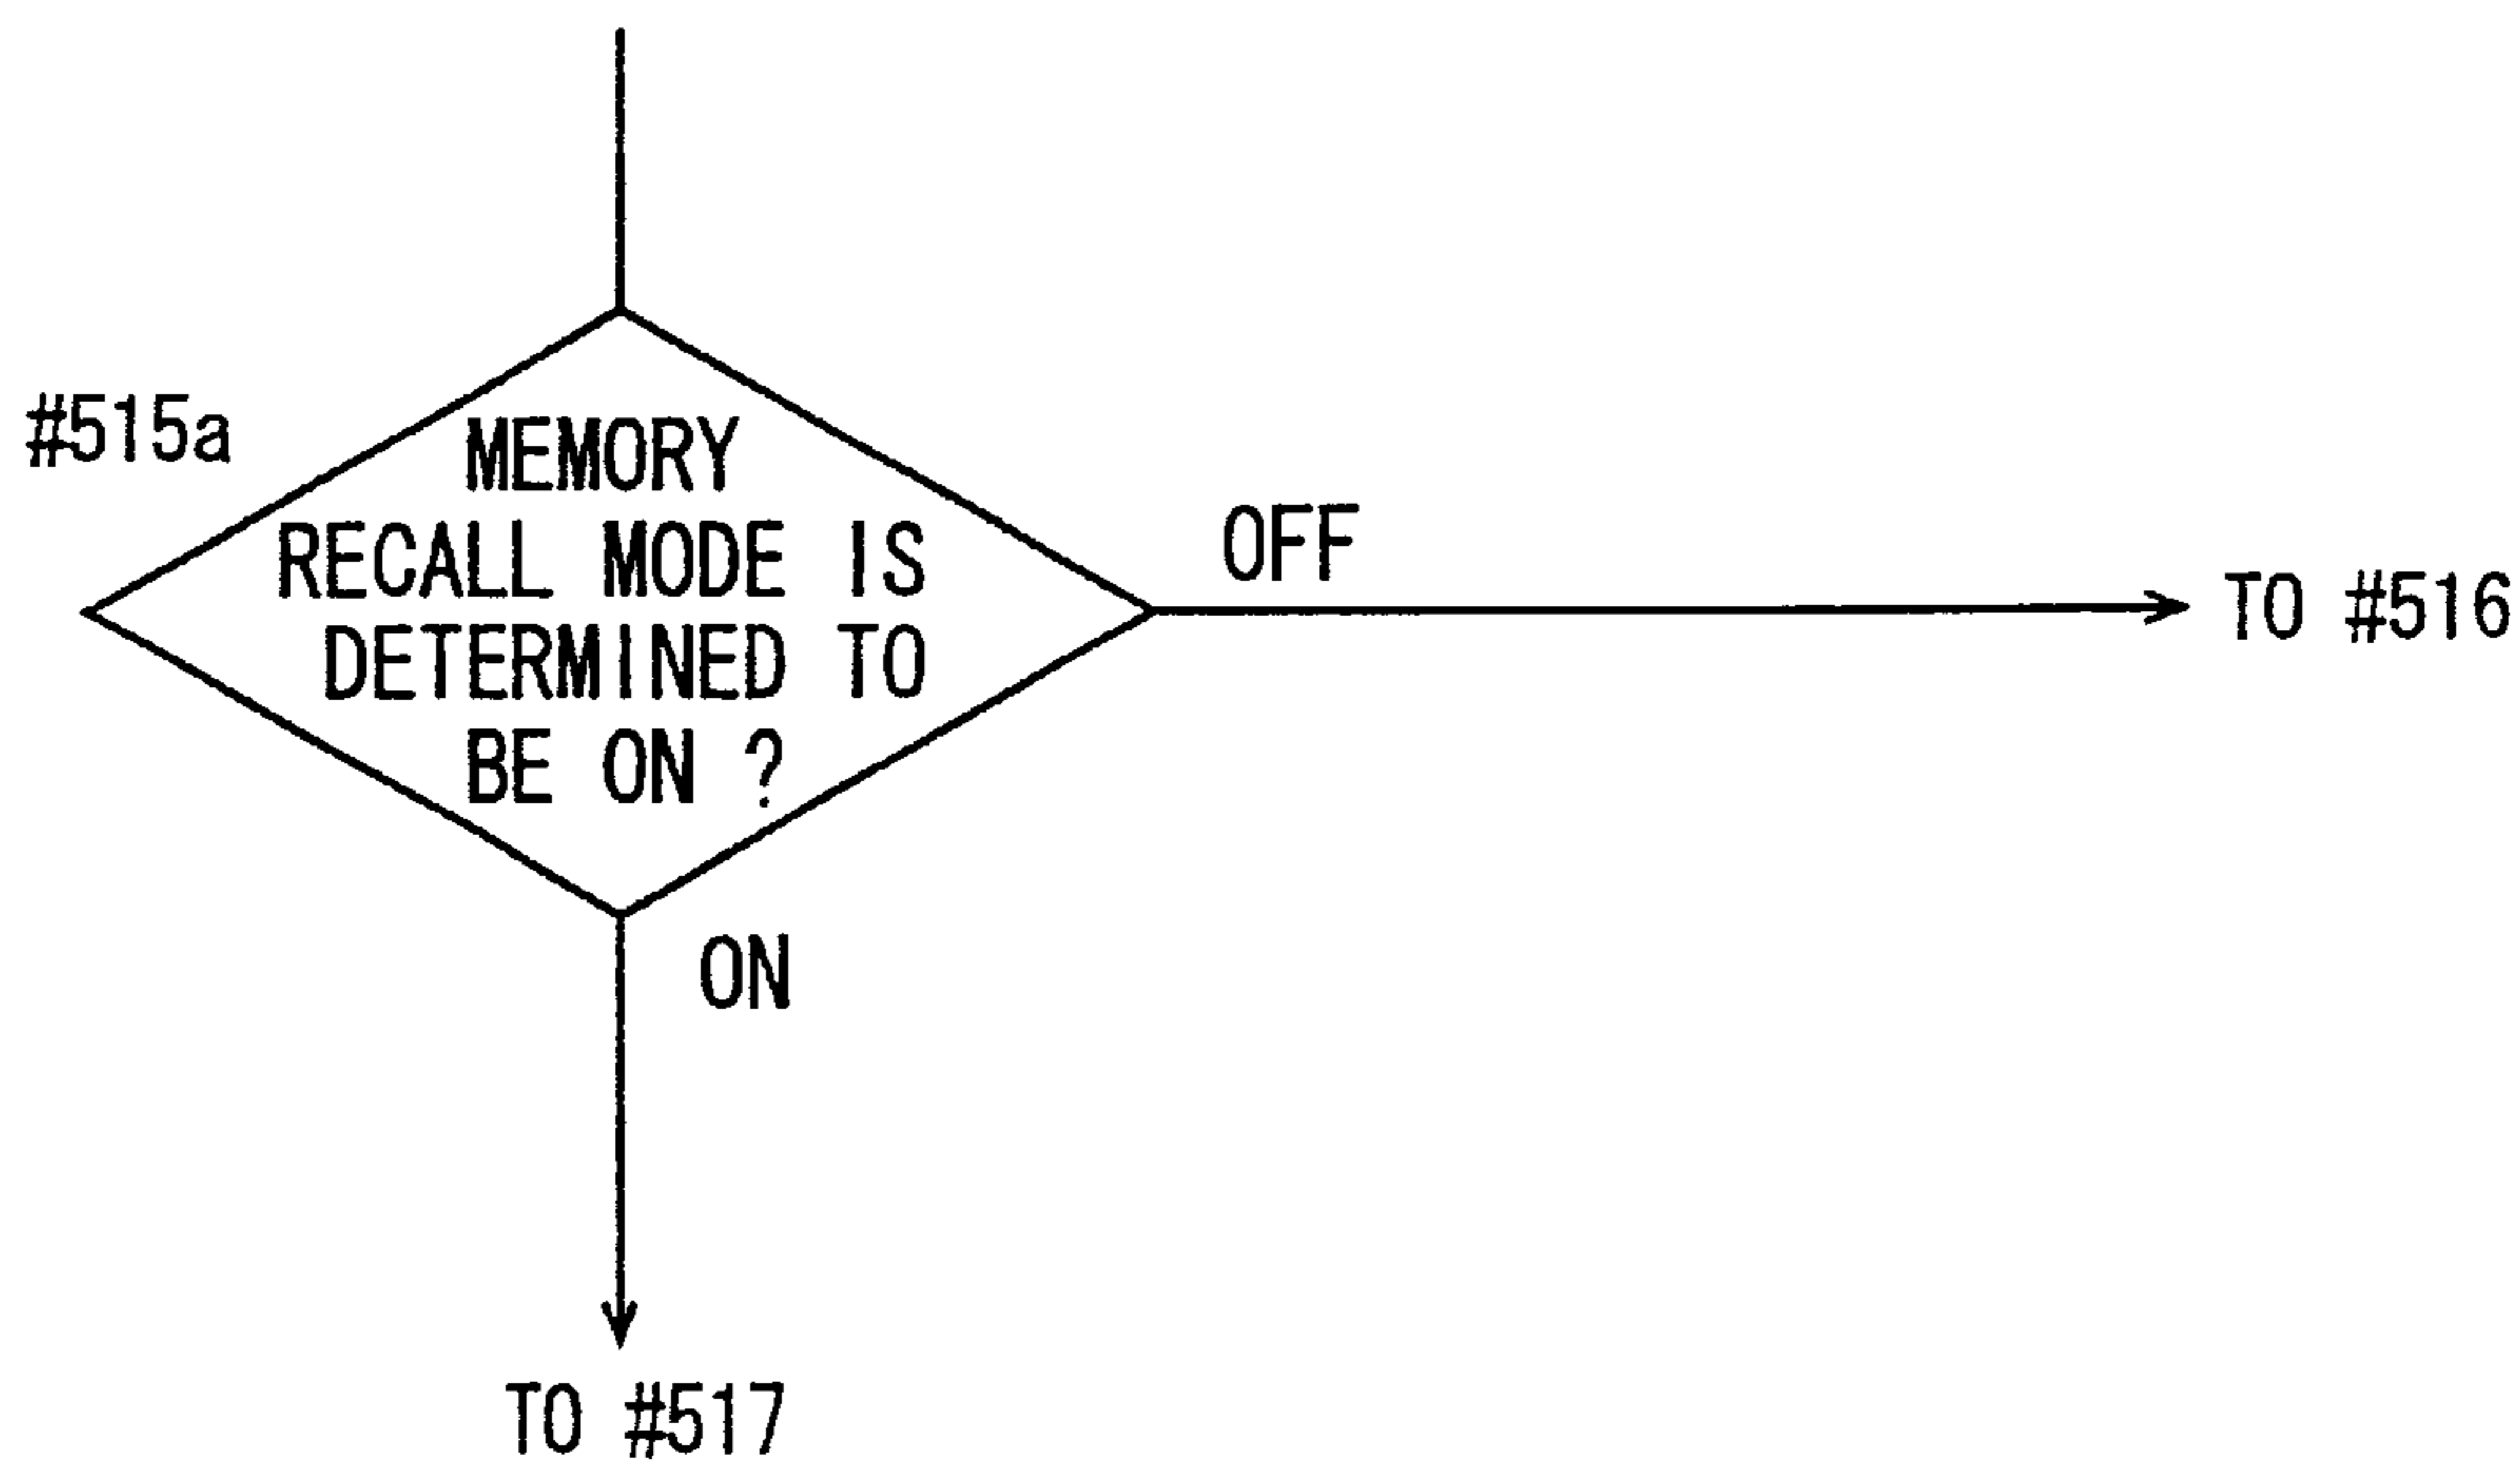 #515a
MEMORY
RECALL MODE IS
DETERMINED TO
BE ON ?
OFF
TO #516
ON
TO #517